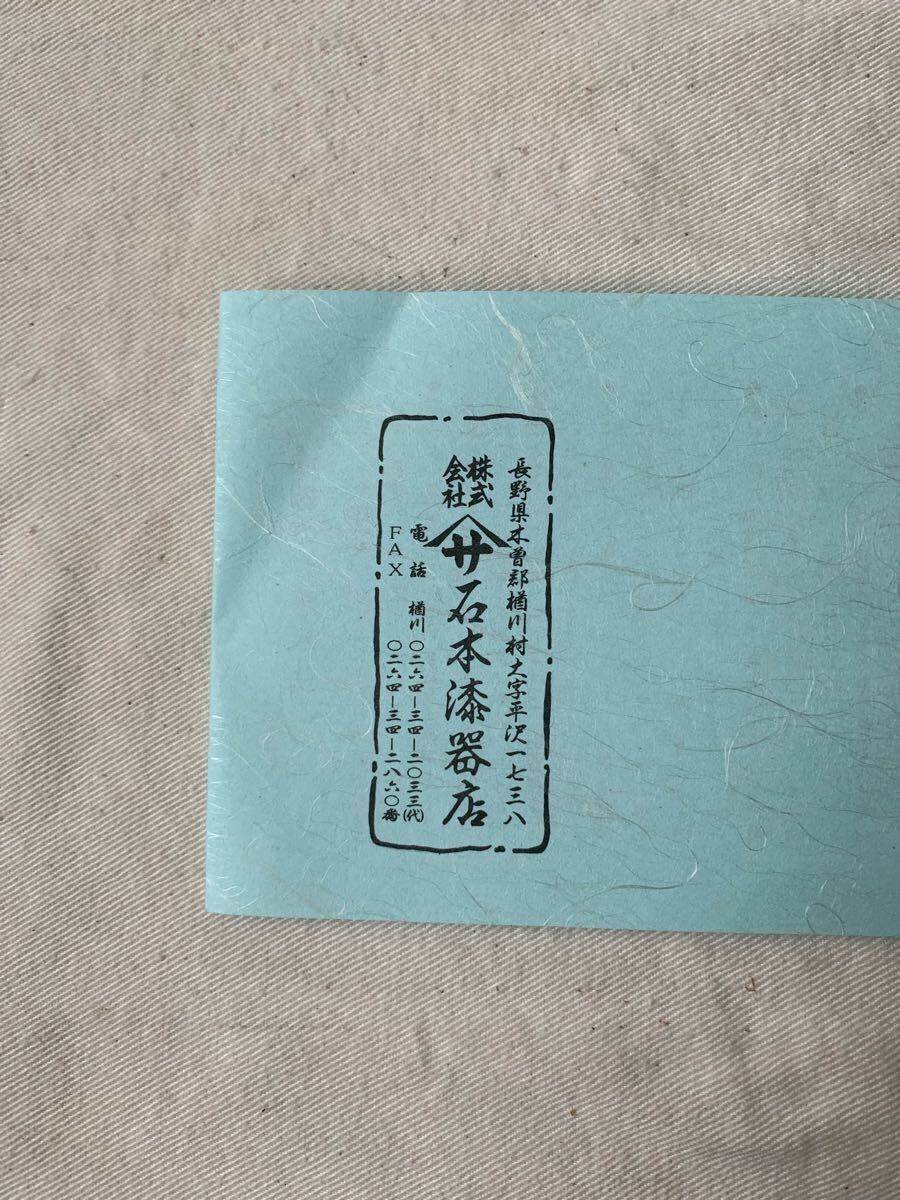 長野県木曽郡楢川村大字平沢一七三八
株式会社 サ 石本漆器店
電話 楢川〇二六四―三四―二〇三三(代)
FAX 〇二六四―三四―二八六〇番